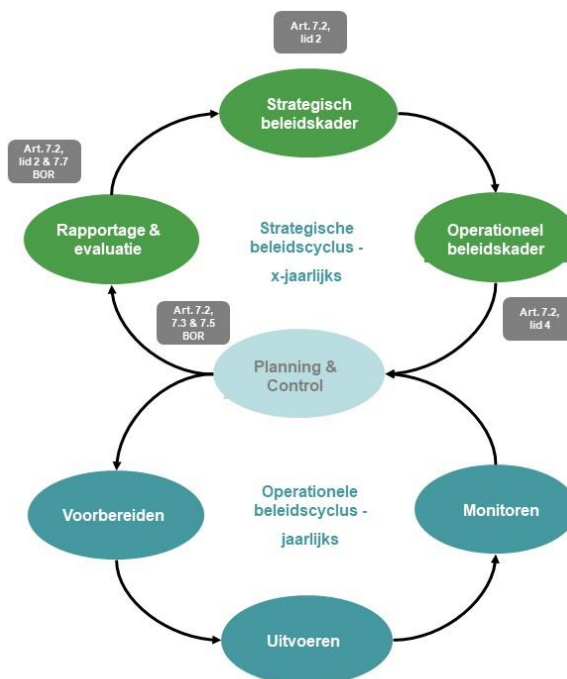 Art. 7.2,
lid 2
Strategisch
beleidskader
Art. 7.2,
lid 2 & 7.7
BOR
Rapportage &
evaluatie
Strategische
beleidscyclus -
x-jaarlijks
Operationeel
beleidskader
Art. 7.2,
7.3 & 7.5
BOR
Art. 7.2,
lid 4
Planning &
Control
Voorbereiden
Operationele
beleidscyclus -
jaarlijks
Monitoren
Uitvoeren